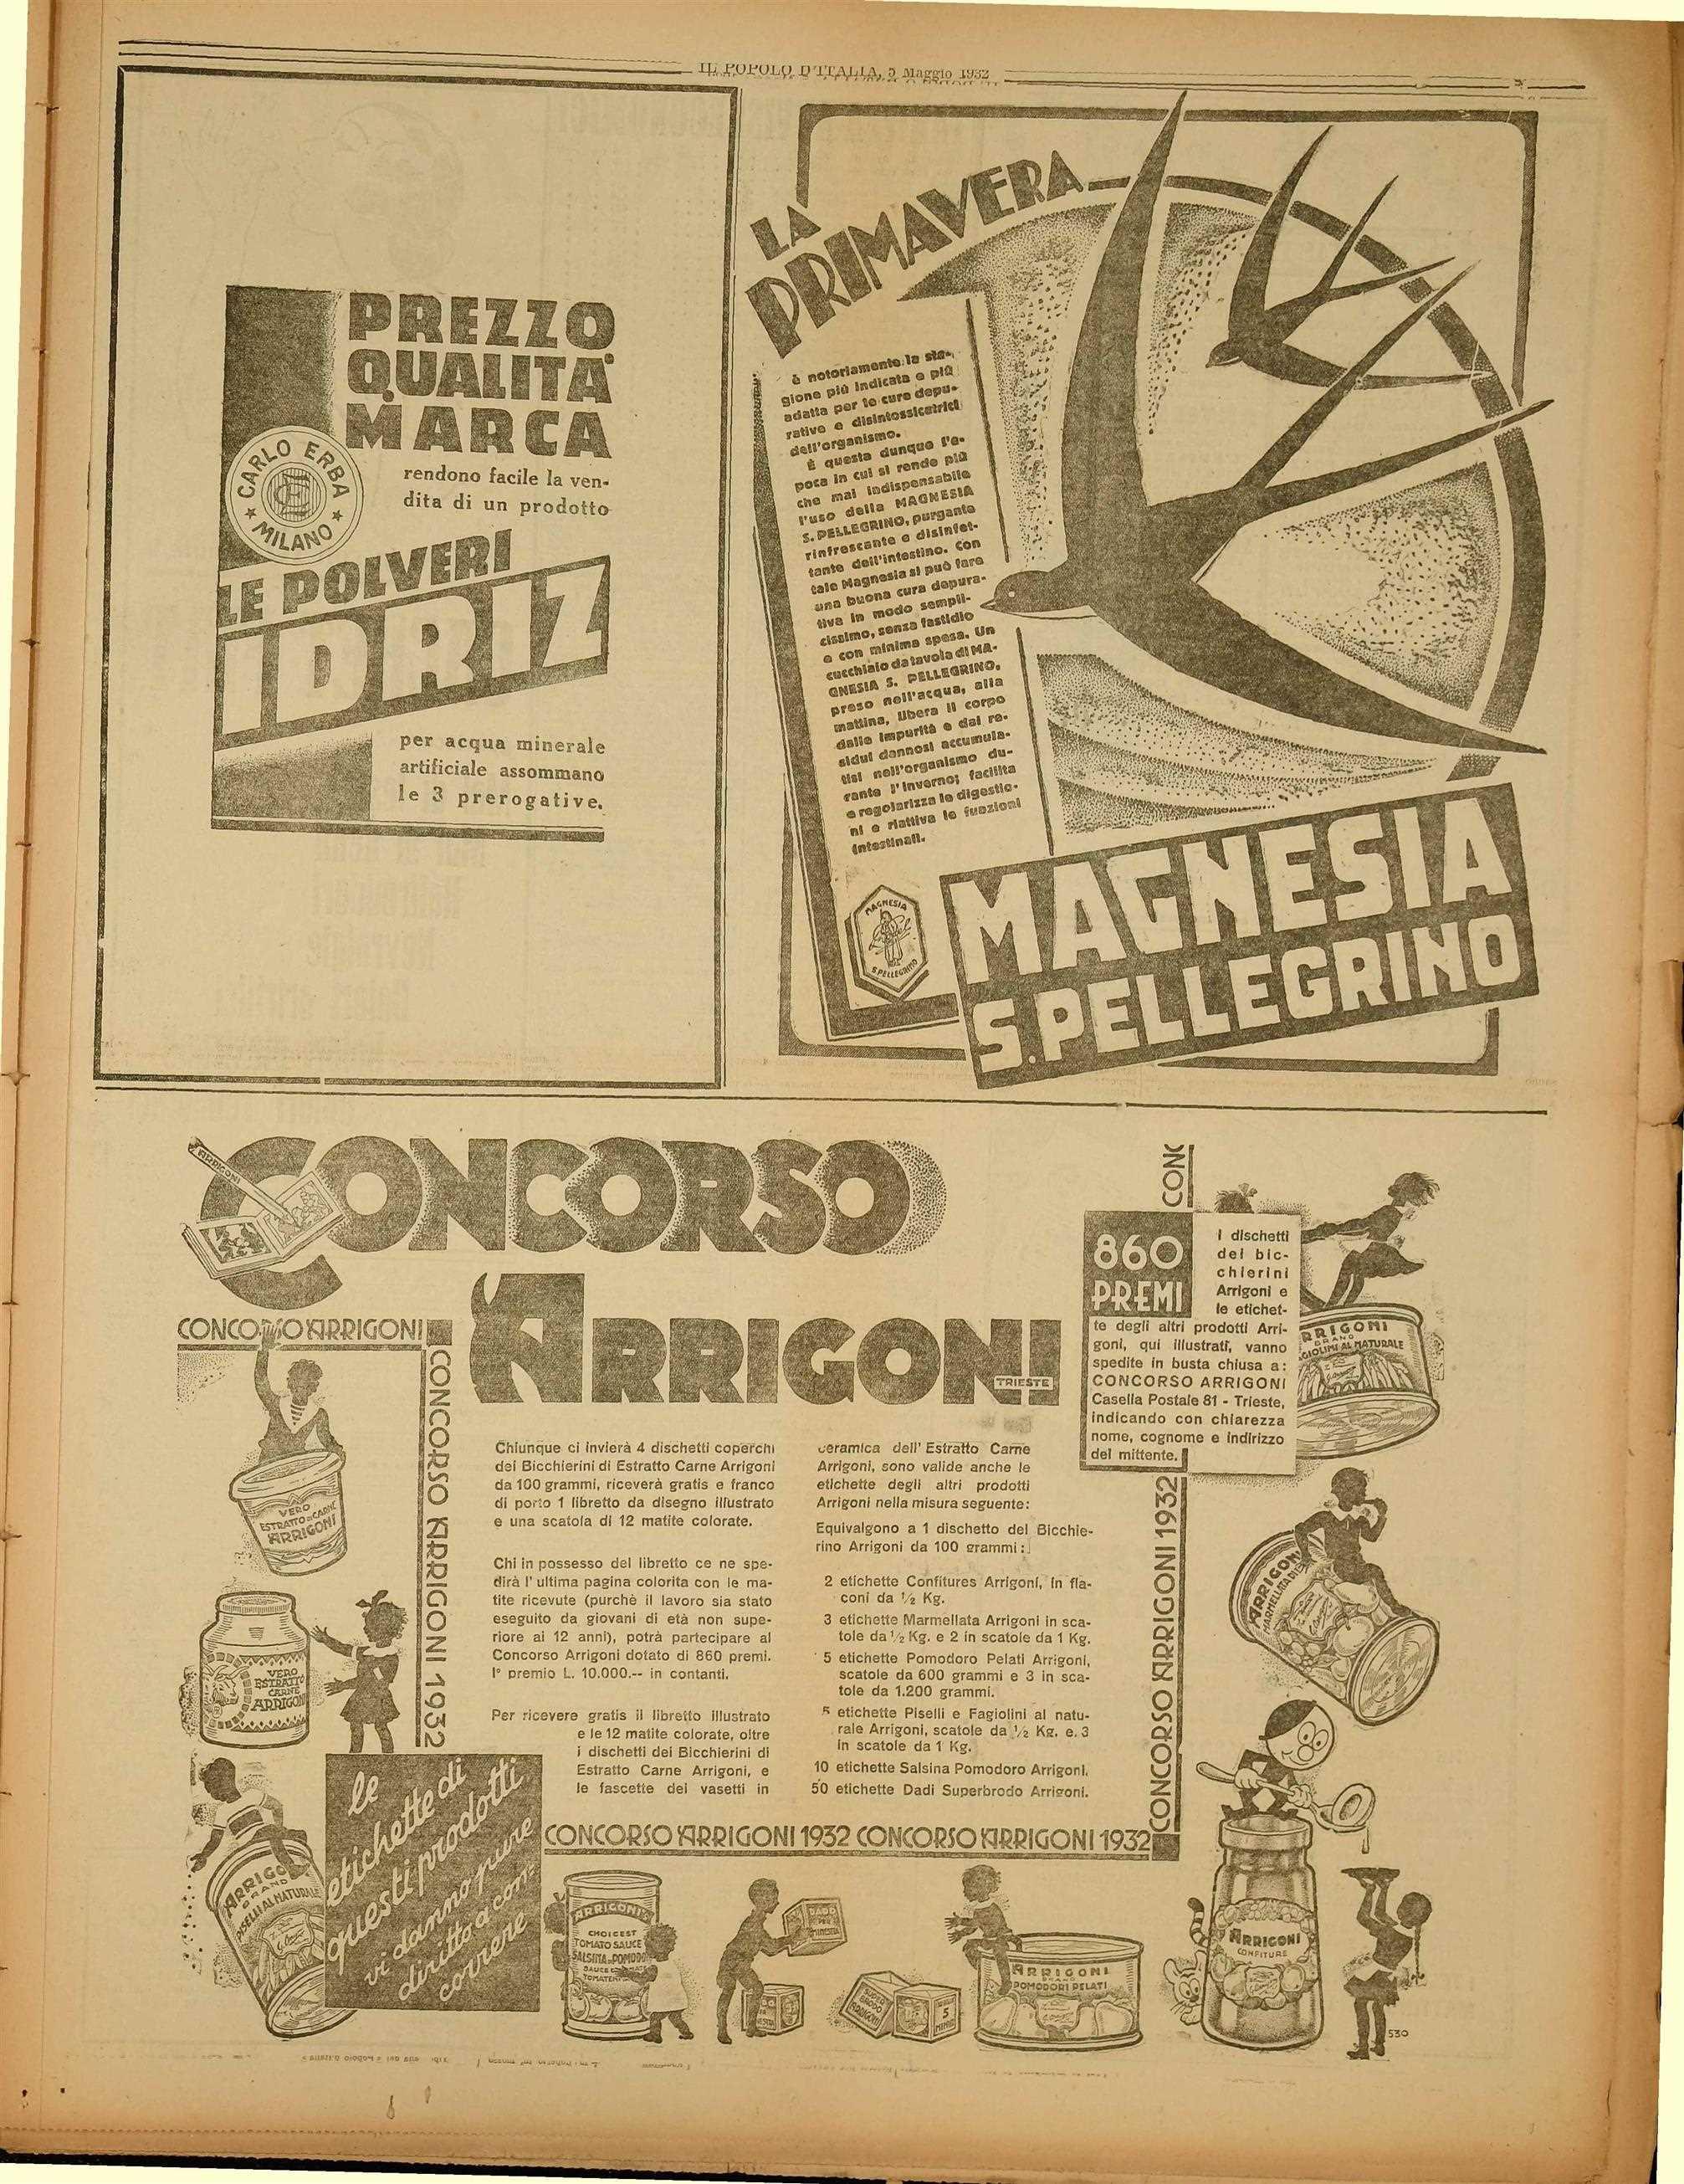 IL POPOLO D'ITALIA, 5 Maggio 1932
PREZZO
QUALITA'
MARCA
CARLO ERBA
MILANO
rendono facile la ven-
dita di un prodotto
LE POLVERI
IDRIZ
per acqua minerale
artificiale assommano
le 3 prerogative.
LA
PRIMAVERA
è notoriamente la sta-
gione più indicata e più
adatta per le cure depu-
rative e disintossicatrici
dell'organismo.
È questa dunque l'e-
poca in cui si rende più
che mai indispensabile
l'uso della MAGNESIA
S. PELLEGRINO, purgante
rinfrescante e disinfet-
tante dell'intestino. Con
tale Magnesia si può fare
una buona cura depura-
tiva in modo sempli-
cissimo, senza fastidio
e con minima spesa. Un
cucchiaio da tavola di MA-
GNESIA S. PELLEGRINO,
preso nell'acqua, alla
mattina, libera il corpo
dalle impurità e dai re-
sidui dannosi accumula-
tisi nell'organismo du-
rante l'inverno; facilita
e regolarizza le digestio-
ni e riattiva le funzioni
intestinali.
MAGNESIA
S.PELLEGRINO
MAGNESIA
S.PELLEGRINO
ARRIGONI
CONCORSO
ARRIGONI
TRIESTE
CONCORSO ARRIGONI
CONCORSO ARRIGONI 1932
VERO
ESTRATTO DI CARNE
ARRIGONI
VERO
ESTRATTO
CARNE
ARRIGONI
Chiunque ci invierà 4 dischetti coperchi
dei Bicchierini di Estratto Carne Arrigoni
da 100 grammi, riceverà gratis e franco
di porto 1 libretto da disegno illustrato
e una scatola di 12 matite colorate.
Chi in possesso del libretto ce ne spe-
dirà l'ultima pagina colorita con le ma-
tite ricevute (purchè il lavoro sia stato
eseguito da giovani di età non supe-
riore ai 12 anni), potrà partecipare al
Concorso Arrigoni dotato di 860 premi.
I° premio L. 10.000.-- in contanti.
Per ricevere gratis il libretto illustrato
e le 12 matite colorate, oltre
i dischetti dei Bicchierini di
Estratto Carne Arrigoni, e
le fascette dei vasetti in
ceramica dell'Estratto Carne
Arrigoni, sono valide anche le
etichette degli altri prodotti
Arrigoni nella misura seguente:
Equivalgono a 1 dischetto del Bicchie-
rino Arrigoni da 100 grammi:
2 etichette Confitures Arrigoni, in fla-
coni da ½ Kg.
3 etichette Marmellata Arrigoni in sca-
tole da ½ Kg. e 2 in scatole da 1 Kg.
5 etichette Pomodoro Pelati Arrigoni,
scatole da 600 grammi e 3 in sca-
tole da 1.200 grammi.
5 etichette Piselli e Fagiolini al natu-
rale Arrigoni, scatole da ½ Kg. e. 3
in scatole da 1 Kg.
10 etichette Salsina Pomodoro Arrigoni.
50 etichette Dadi Superbrodo Arrigoni.
CONC
860
PREMI
I dischetti
dei bic-
chierini
Arrigoni e
le etichet-
te degli altri prodotti Arri-
goni, qui illustrati, vanno
spedite in busta chiusa a:
CONCORSO ARRIGONI
Casella Postale 81 - Trieste,
indicando con chiarezza
nome, cognome e indirizzo
del mittente.
RRIGONI
BRAND
GIOLINI AL NATURALE
CONCORSO ARRIGONI 1932
ARRIGONI
MARMELLATA DI
CONCORSO ARRIGONI 1932 CONCORSO ARRIGONI 1932
le
etichette di
questi prodotti
vi danno pure
diritto a con-
correre
ARRIGO
BRAND
PISELLI AL NATURALE
ARRIGONI'S
CHOICEST
TOMATO SAUCE
SALSINA DI POMODO
DADO
PER
MINESTRA
ARRIGONI
BRAND
POMODORI PELATI
ARRIGONI
CONFITURE
530